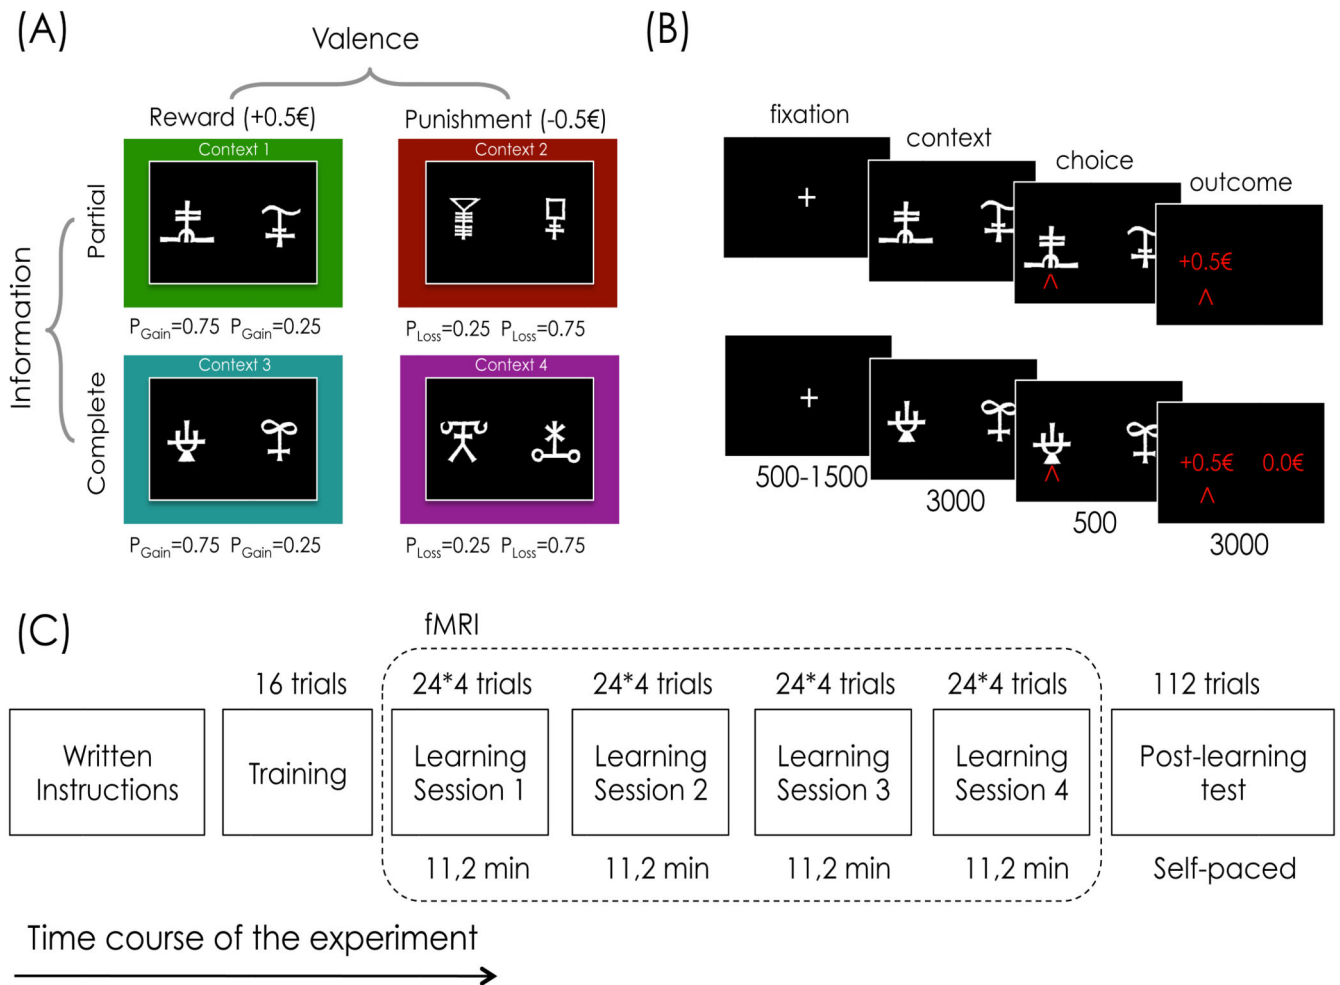 (A)
Valence
Reward (+0.5€)
Punishment (-0.5€)
Information
Partial
Context 1
Context 2
P_Gain=0.75 P_Gain=0.25
P_Loss=0.25 P_Loss=0.75
Complete
Context 3
Context 4
P_Gain=0.75 P_Gain=0.25
P_Loss=0.25 P_Loss=0.75
(B)
fixation
context
choice
outcome
+0.5€
+0.5€ 0.0€
500-1500
3000
500
3000
(C)
fMRI
16 trials
24*4 trials
24*4 trials
24*4 trials
24*4 trials
112 trials
Written
Instructions
Training
Learning
Session 1
Learning
Session 2
Learning
Session 3
Learning
Session 4
Post-learning
test
11,2 min
11,2 min
11,2 min
11,2 min
Self-paced
Time course of the experiment